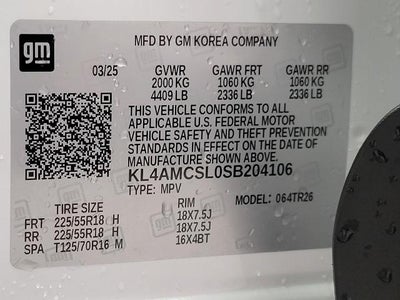 gm
MFD BY GM KOREA COMPANY
03/25 GVWR GAWR FRT GAWR RR
2000 KG 1060 KG 1060 KG
4409 LB 2336 LB 2336 LB
THIS VEHICLE CONFORMS TO ALL
APPLICABLE U.S. FEDERAL MOTOR
VEHICLE SAFETY AND THEFT PREVENTION
STANDARDS IN EFFECT ON THE DATE OF
MANUFACTURE SHOWN ABOVE.
KL4AMCSL0SB204106
TYPE: MPV MODEL: 064TR26
TIRE SIZE RIM
FRT 225/55R18 H 18X7.5J
RR 225/55R18 H 18X7.5J
SPA T125/70R16 M 16X4BT